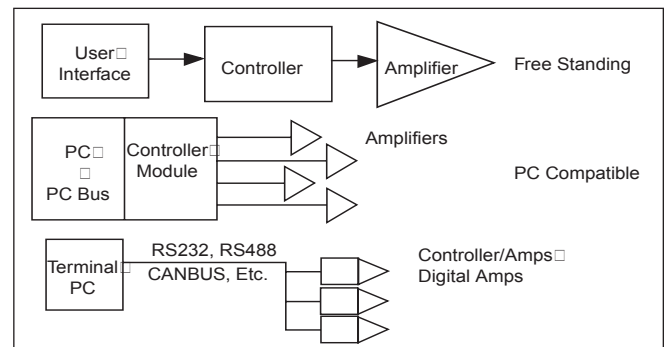 User□
Interface
Controller
Amplifier
Free Standing
PC□
□
PC Bus
Controller□
Module
Amplifiers
PC Compatible
Terminal□
PC
RS232, RS488
CANBUS, Etc.
Controller/Amps□
Digital Amps